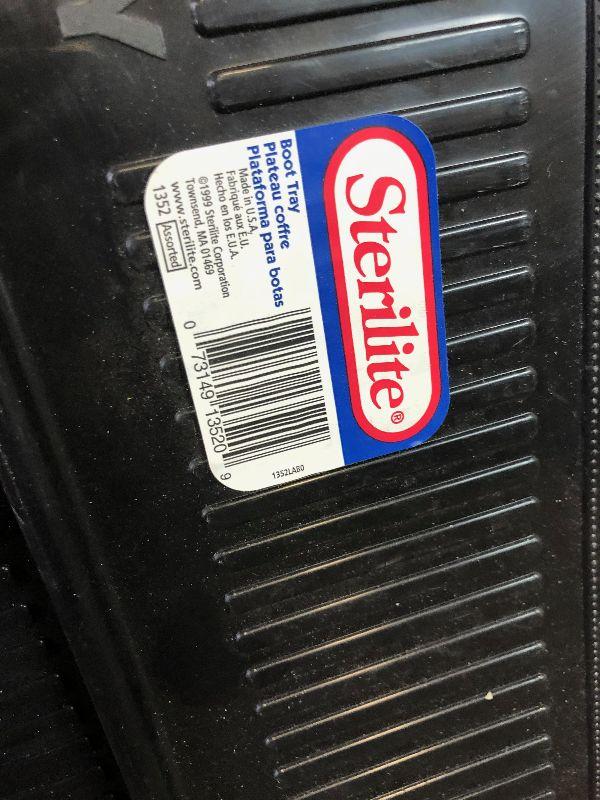 Sterilite®
Boot Tray
Plateau coffre
Plataforma para botas
Made in U.S.A.
Fabriqué aux E.U.
Hecho en los E.U.A.
©1999 Sterilite Corporation
Townsend, MA 01469
www.sterilite.com
1352 Assorted
0 73149 13520 9
1352LAB0